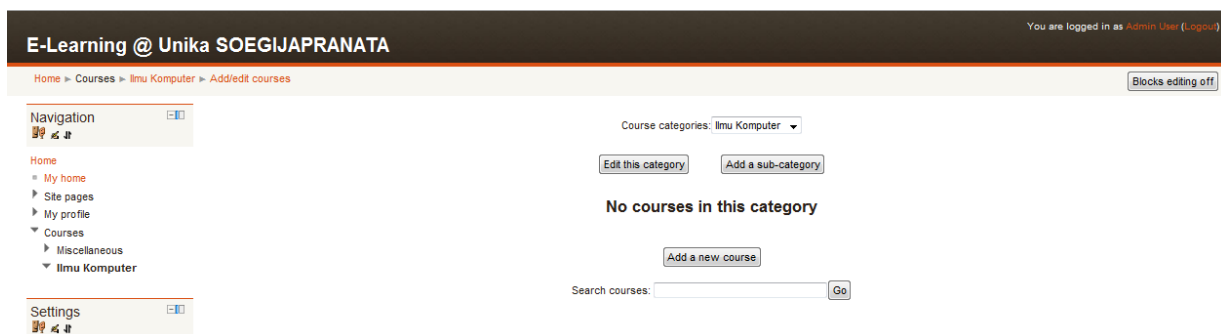 You are logged in as Admin User (Logout)
E-Learning @ Unika SOEGIJAPRANATA
Home ► Courses ► Ilmu Komputer ► Add/edit courses
Blocks editing off
Navigation
Home
My home
Site pages
My profile
Courses
Miscellaneous
Ilmu Komputer
Settings
Course categories: Ilmu Komputer
Edit this category Add a sub-category
No courses in this category
Add a new course
Search courses: Go